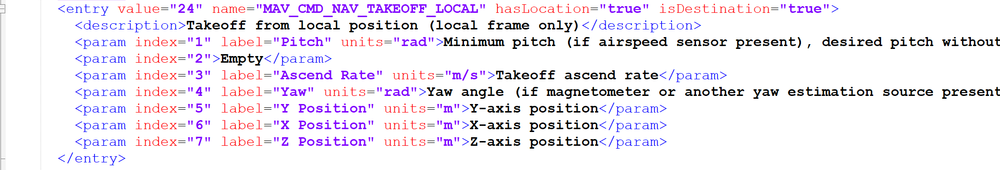 <entry value="24" name="MAV_CMD_NAV_TAKEOFF_LOCAL" hasLocation="true" isDestination="true">
<description>Takeoff from local position (local frame only)</description>
<param index="1" label="Pitch" units="rad">Minimum pitch (if airspeed sensor present), desired pitch without
<param index="2">Empty</param>
<param index="3" label="Ascend Rate" units="m/s">Takeoff ascend rate</param>
<param index="4" label="Yaw" units="rad">Yaw angle (if magnetometer or another yaw estimation source present
<param index="5" label="Y Position" units="m">Y-axis position</param>
<param index="6" label="X Position" units="m">X-axis position</param>
<param index="7" label="Z Position" units="m">Z-axis position</param>
</entry>